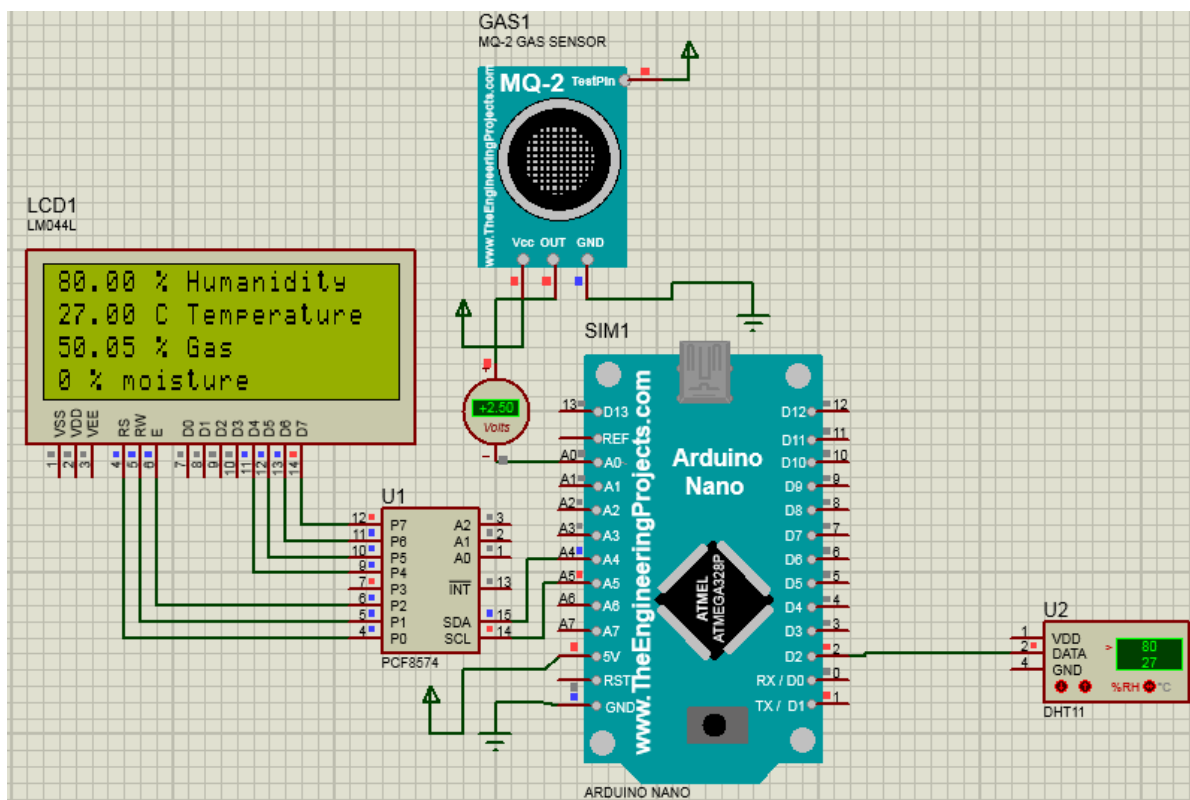 GAS1
MQ-2 GAS SENSOR
MQ-2 TestPin
www.TheEngineeringProjects.com
Vcc OUT GND
LCD1
LM044L
80.00 % Humanidity
27.00 C Temperature
50.05 % Gas
0 % moisture
VSS VDD VEE RS RW E D0 D1 D2 D3 D4 D5 D6 D7
1 2 3 4 5 6 7 8 9 10 11 12 13 14
+2.50
Volts
+
−
U1
12 P7 A2 3
11 P6 A1 2
10 P5 A0 1
9 P4
7 P3 INT 13
6 P2
5 P1 SDA 15
4 P0 SCL 14
PCF8574
SIM1
13 D13 D12 12
REF D11 11
A0 A0 D10 10
A1 A1 D9 9
A2 A2 D8 8
A3 A3 D7 7
A4 A4 D6 6
A5 A5 D5 5
A6 A6 D4 4
A7 A7 D3 3
5V D2 2
RST RX / D0 0
GND TX / D1 1
www.TheEngineeringProjects.com
Arduino
Nano
ATMEL
ATMEGA328P
ARDUINO NANO
U2
1 VDD 80
2 DATA > 27
4 GND
%RH °C
DHT11